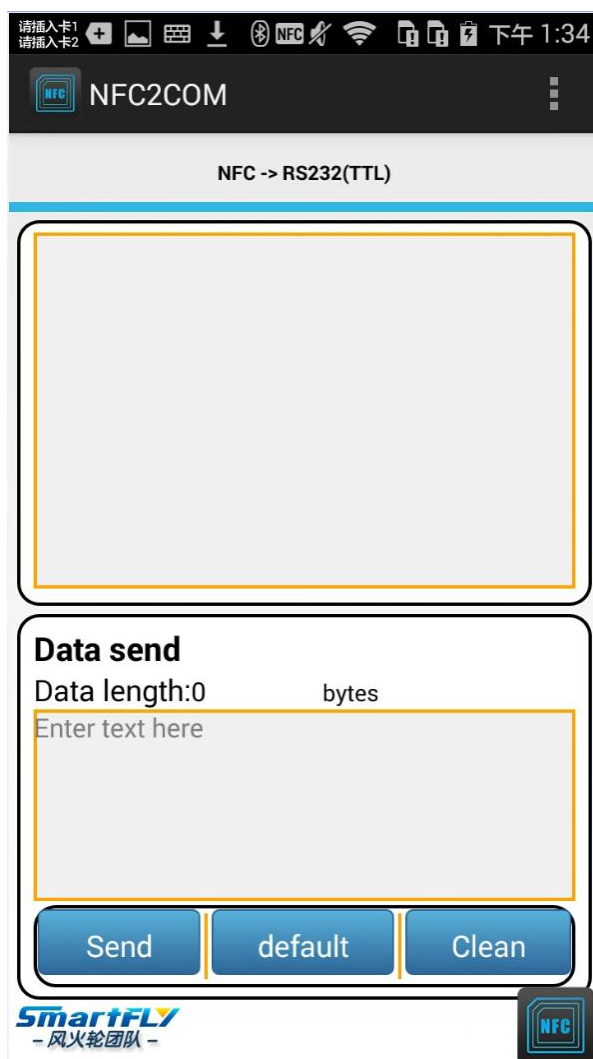 请插入卡1
请插入卡2
NFC
下午 1:34
NFC
NFC2COM
NFC -> RS232(TTL)
Data send
Data length:0 bytes
Enter text here
Send default Clean
SmartFLY
–风火轮团队–
NFC